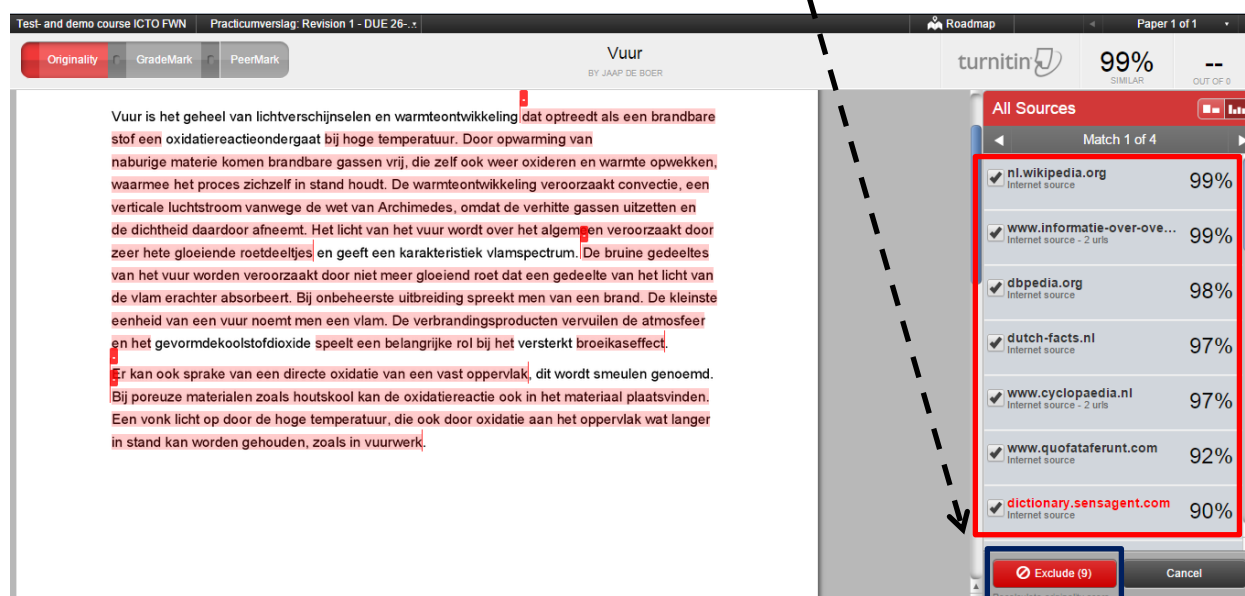 Test- and demo course ICTO FWN Practicumverslag: Revision 1 - DUE 26-.. Roadmap Paper 1 of 1
Originality GradeMark PeerMark
Vuur
BY JAAP DE BOER
turnitin 99% --
SIMILAR OUT OF 0
Vuur is het geheel van lichtverschijnselen en warmteontwikkeling dat optreedt als een brandbare
stof een oxidatiereactieondergaat bij hoge temperatuur. Door opwarming van
naburige materie komen brandbare gassen vrij, die zelf ook weer oxideren en warmte opwekken,
waarmee het proces zichzelf in stand houdt. De warmteontwikkeling veroorzaakt convectie, een
verticale luchtstroom vanwege de wet van Archimedes, omdat de verhitte gassen uitzetten en
de dichtheid daardoor afneemt. Het licht van het vuur wordt over het algemeen veroorzaakt door
zeer hete gloeiende roetdeeltjes en geeft een karakteristiek vlamspectrum. De bruine gedeeltes
van het vuur worden veroorzaakt door niet meer gloeiend roet dat een gedeelte van het licht van
de vlam erachter absorbeert. Bij onbeheerste uitbreiding spreekt men van een brand. De kleinste
eenheid van een vuur noemt men een vlam. De verbrandingsproducten vervuilen de atmosfeer
en het gevormdekoolstofdioxide speelt een belangrijke rol bij het versterkt broeikaseffect.
Er kan ook sprake van een directe oxidatie van een vast oppervlak, dit wordt smeulen genoemd.
Bij poreuze materialen zoals houtskool kan de oxidatiereactie ook in het materiaal plaatsvinden.
Een vonk licht op door de hoge temperatuur, die ook door oxidatie aan het oppervlak wat langer
in stand kan worden gehouden, zoals in vuurwerk.
All Sources
Match 1 of 4
nl.wikipedia.org 99%
Internet source
www.informatie-over-ove... 99%
Internet source - 2 urls
dbpedia.org 98%
Internet source
dutch-facts.nl 97%
Internet source
www.cyclopaedia.nl 97%
Internet source - 2 urls
www.quofataferunt.com 92%
Internet source
dictionary.sensagent.com 90%
Internet source
Exclude (9) Cancel